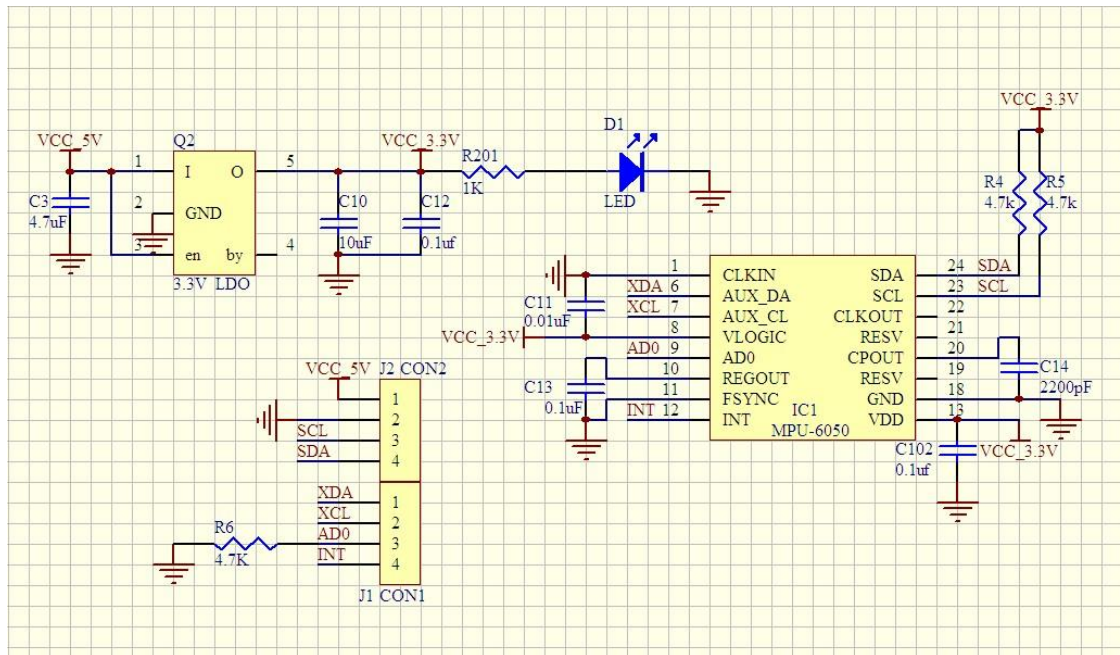 VCC_5V
C3
4.7uF
Q2
1
I
O
5
2
GND
3
en
by
4
3.3V LDO
C10
10uF
VCC_3.3V
C12
0.1uf
R201
1K
D1
LED
VCC_3.3V
R4
4.7k
R5
4.7k
1
CLKIN
XDA
6
AUX_DA
XCL
7
AUX_CL
C11
0.01uF
VCC_3.3V
8
VLOGIC
AD0
9
AD0
10
REGOUT
C13
0.1uF
11
FSYNC
INT
12
INT
SDA
24
SDA
SCL
23
SCL
CLKOUT
22
RESV
21
CPOUT
20
RESV
19
GND
18
VDD
13
IC1
MPU-6050
C14
2200pF
C102
0.1uf
VCC_3.3V
VCC_5V
J2 CON2
1
2
SCL
3
SDA
4
XDA
1
XCL
2
R6
4.7K
AD0
3
INT
4
J1 CON1